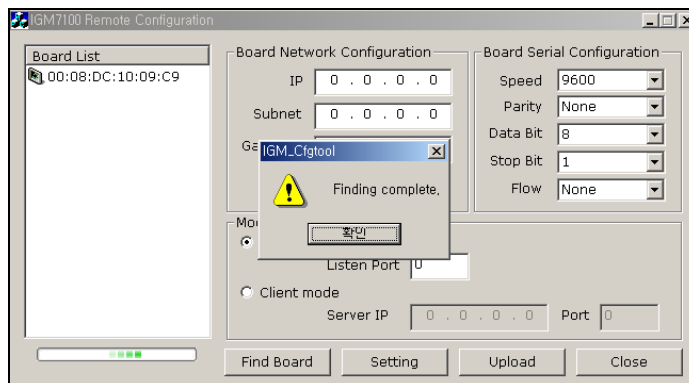 IGM7100 Remote Configuration
Board List
00:08:DC:10:09:C9
Board Network Configuration
IP 0 . 0 . 0 . 0
Subnet 0 . 0 . 0 . 0
Board Serial Configuration
Speed 9600
Parity None
Data Bit 8
Stop Bit 1
Flow None
IGM_Cfgtool
Finding complete.
확인
Listen Port 0
Client mode
Server IP 0 . 0 . 0 . 0 Port 0
Find Board Setting Upload Close